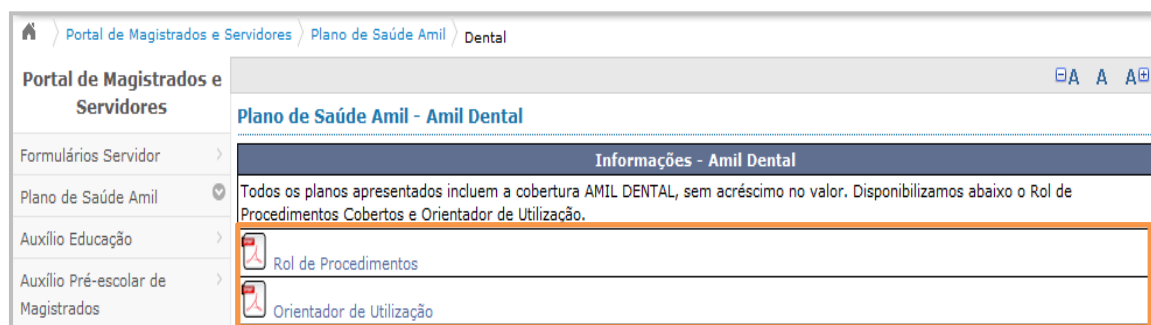 Portal de Magistrados e Servidores Plano de Saúde Amil Dental
Portal de Magistrados e
Servidores
Formulários Servidor
Plano de Saúde Amil
Auxílio Educação
Auxílio Pré-escolar de
Magistrados
A A A
Plano de Saúde Amil - Amil Dental
Informações - Amil Dental
Todos os planos apresentados incluem a cobertura AMIL DENTAL, sem acréscimo no valor. Disponibilizamos abaixo o Rol de
Procedimentos Cobertos e Orientador de Utilização.
Rol de Procedimentos
Orientador de Utilização